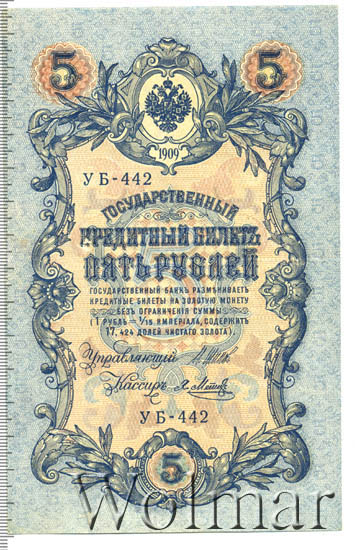 5 5
1909
УБ-442
ГОСУДАРСТВЕННЫЙ
КРЕДИТНЫЙ БИЛЕТЪ
ПЯТЬ РУБЛЕЙ
ГОСУДАРСТВЕННЫЙ БАНКЪ РАЗМѢНИВАЕТЪ
КРЕДИТНЫЕ БИЛЕТЫ НА ЗОЛОТУЮ МОНЕТУ
БЕЗЪ ОГРАНИЧЕНІЯ СУММЫ
(1 РУБЛЬ = 1/15 ИМПЕРІАЛА, СОДЕРЖИТЪ
17,424 ДОЛЕЙ ЧИСТАГО ЗОЛОТА).
Управляющій
Кассиръ
УБ-442
5
Wolmar